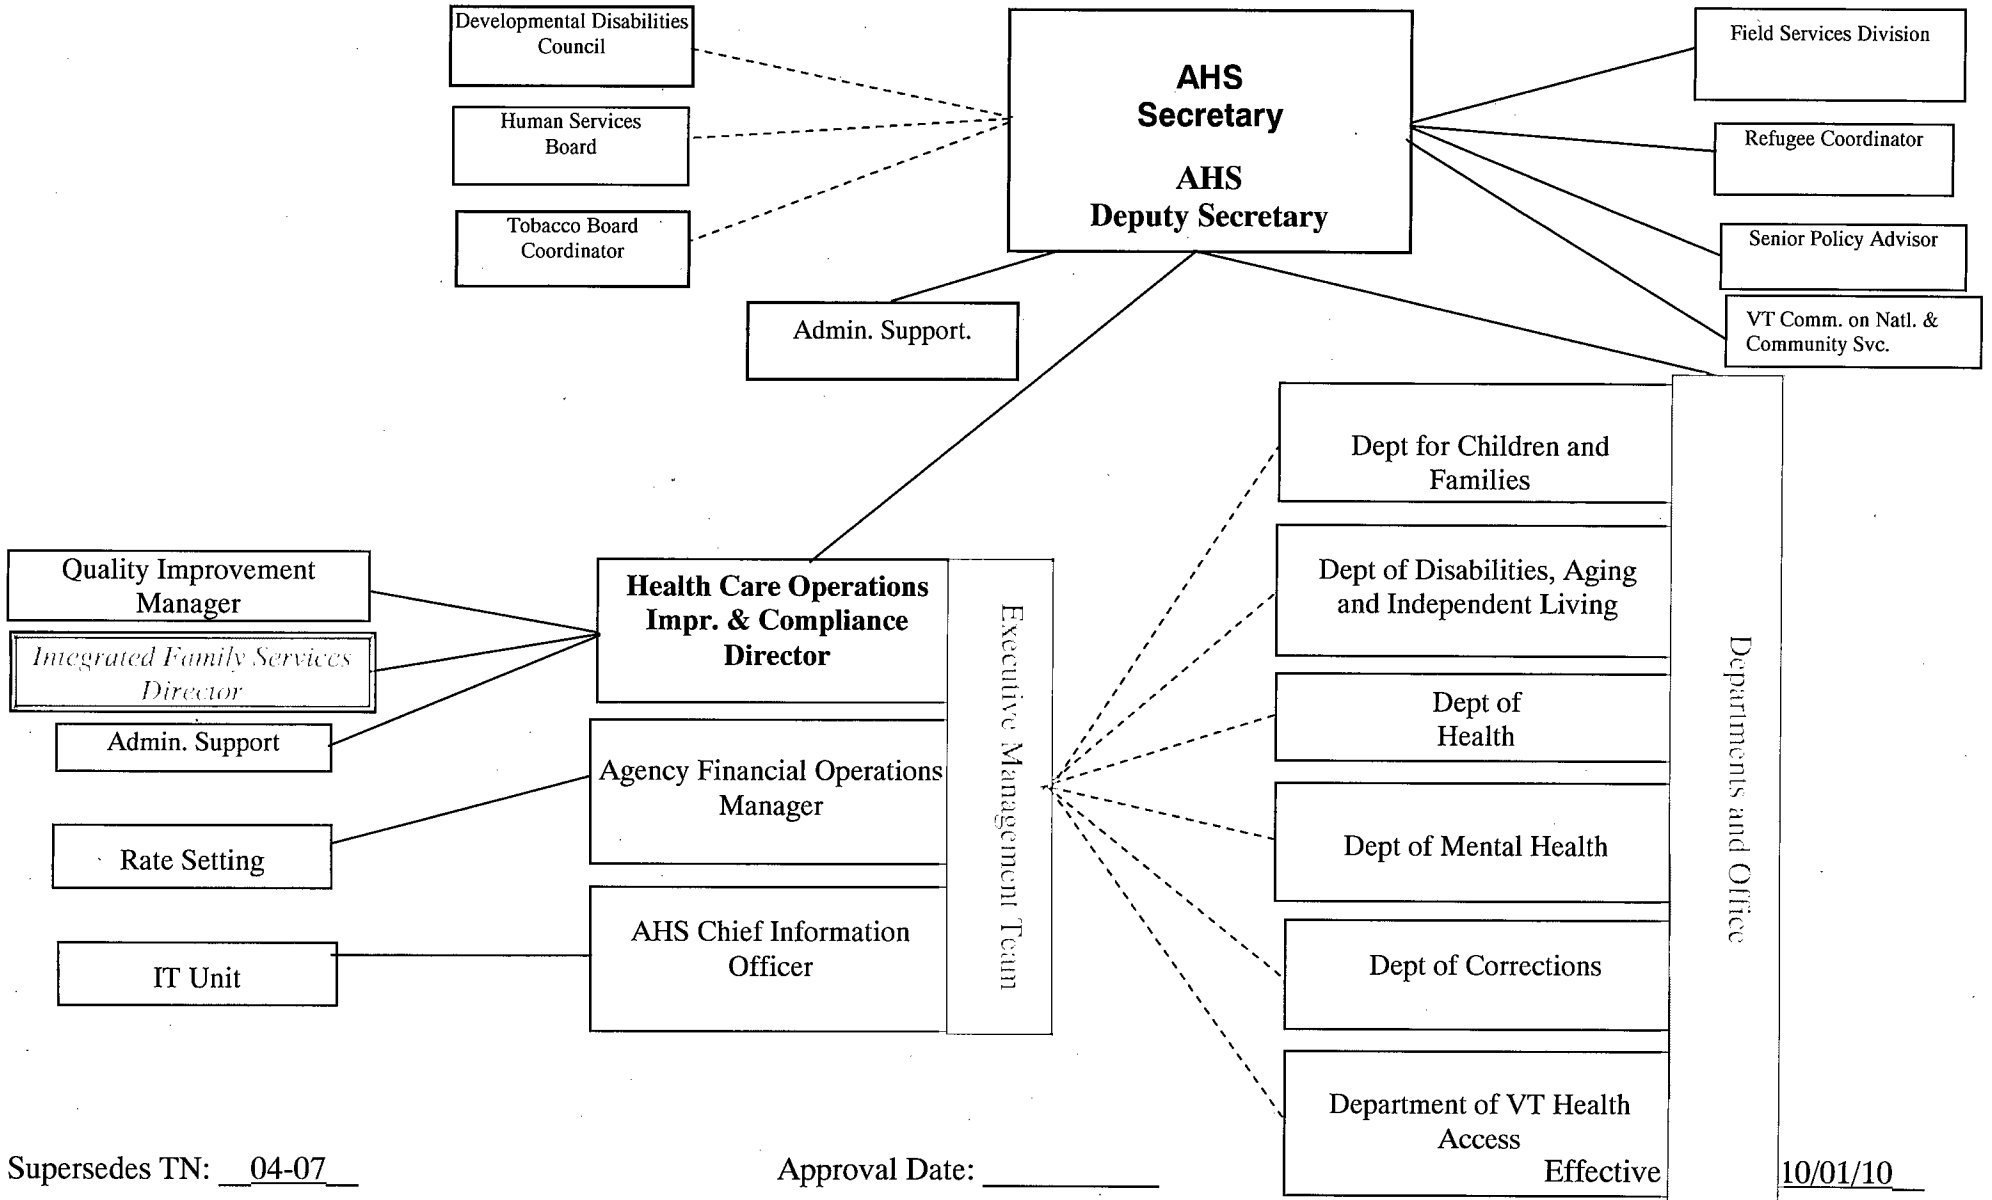 Developmental Disabilities
Council
Human Services
Board
Tobacco Board
Coordinator
AHS
Secretary
AHS
Deputy Secretary
Field Services Division
Refugee Coordinator
Senior Policy Advisor
VT Comm. on Natl. &
Community Svc.
Admin. Support.
Quality Improvement
Manager
Integrated Family Services
Director
Admin. Support
Rate Setting
IT Unit
Health Care Operations
Impr. & Compliance
Director
Agency Financial Operations
Manager
AHS Chief Information
Officer
Executive Management Team
Dept for Children and
Families
Dept of Disabilities, Aging
and Independent Living
Dept of
Health
Dept of Mental Health
Dept of Corrections
Department of VT Health
Access
Departments and Office
Supersedes TN: __04-07__ Approval Date: ____________ Effective 10/01/10__